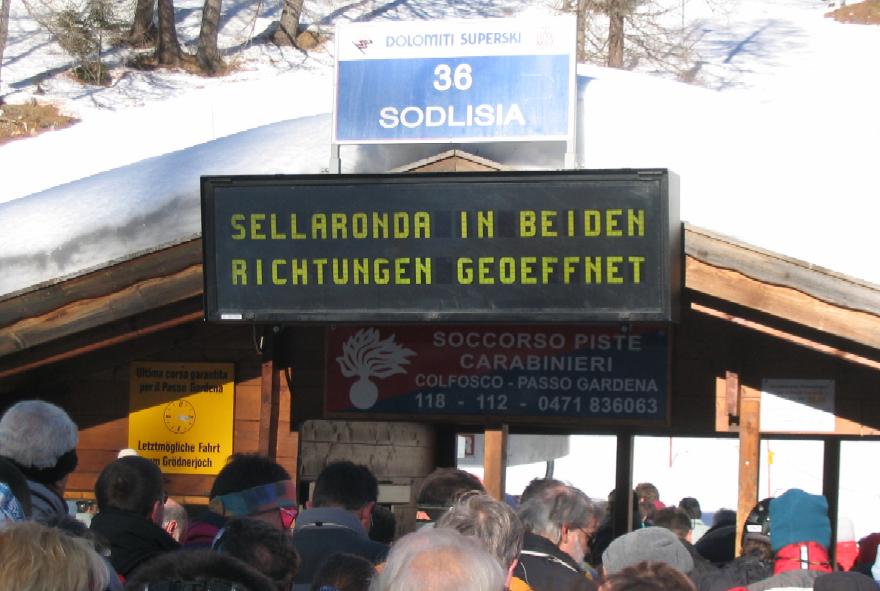 DOLOMITI SUPERSKI
36
SODLISIA
SELLARONDA IN BEIDEN
RICHTUNGEN GEOEFFNET
SOCCORSO PISTE
CARABINIERI
COLFOSCO - PASSO GARDENA
118 - 112 - 0471 836063
Ultima corsa garantita
per il Passo Gardena
Letztmögliche Fahrt
Grödnerjoch